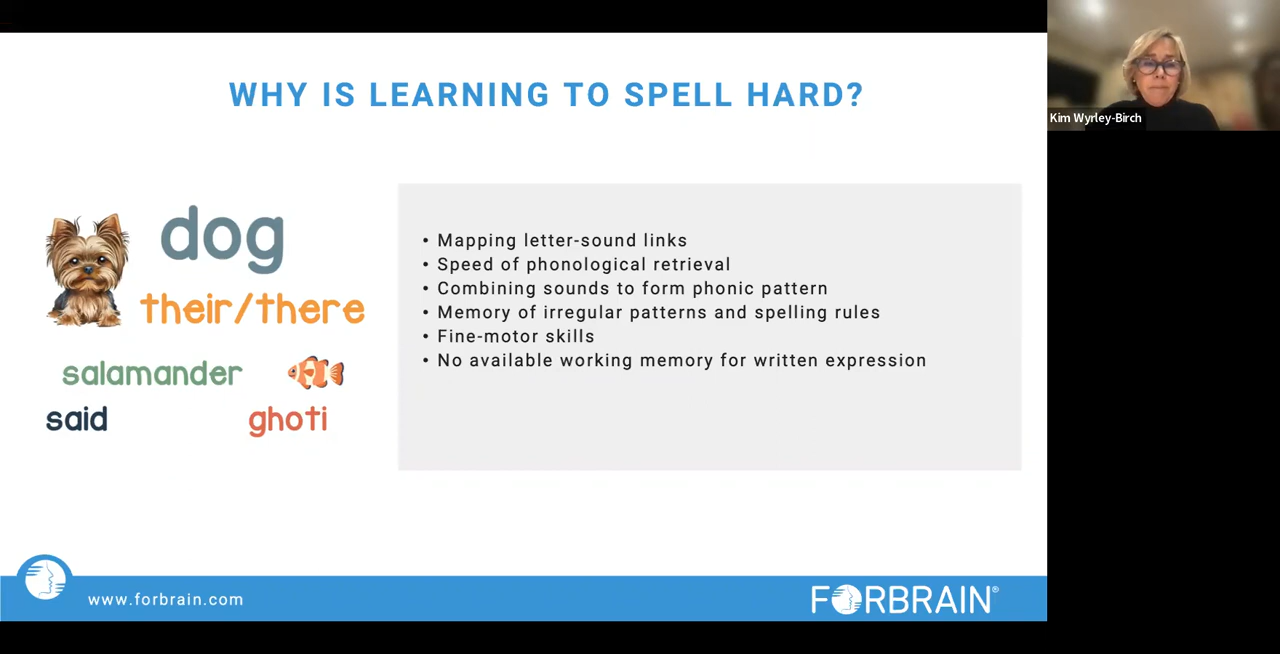 WHY IS LEARNING TO SPELL HARD?
Kim Wyrley-Birch
dog
their/there
salamander
said
ghoti
• Mapping letter-sound links
• Speed of phonological retrieval
• Combining sounds to form phonic pattern
• Memory of irregular patterns and spelling rules
• Fine-motor skills
• No available working memory for written expression
www.forbrain.com
FORBRAIN®